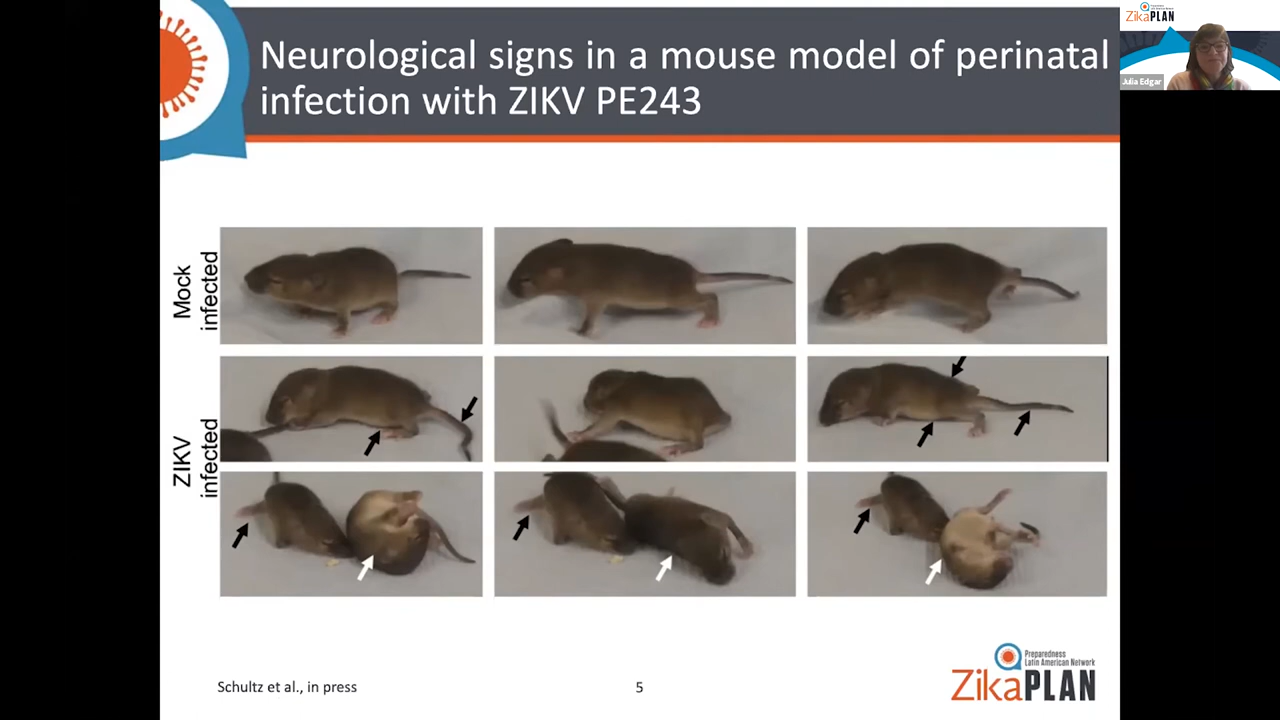 Neurological signs in a mouse model of perinatal
infection with ZIKV PE243
ZikaPLAN
Julia Edgar
Mock
infected
ZIKV
infected
Schultz et al., in press
5
Preparedness
Latin American Network
ZikaPLAN